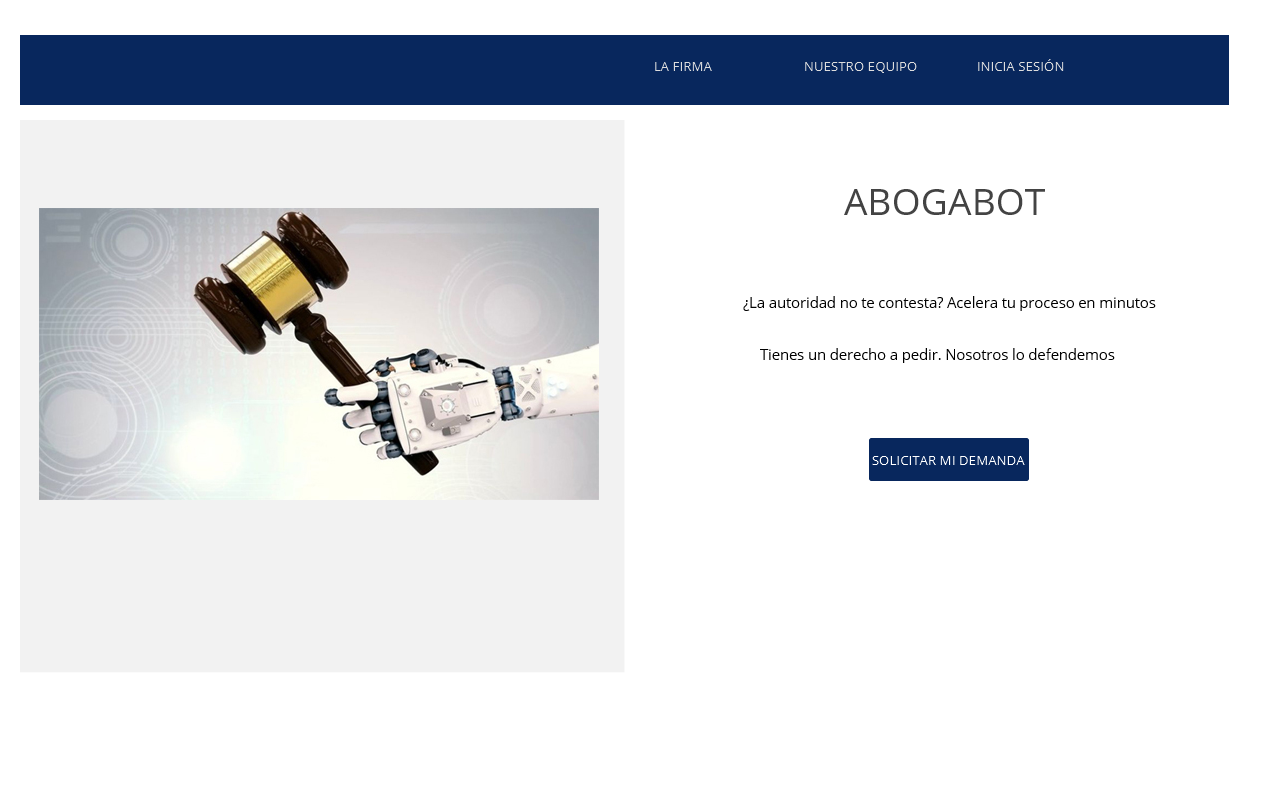 LA FIRMA NUESTRO EQUIPO INICIA SESIÓN
ABOGABOT
¿La autoridad no te contesta? Acelera tu proceso en minutos
Tienes un derecho a pedir. Nosotros lo defendemos
SOLICITAR MI DEMANDA